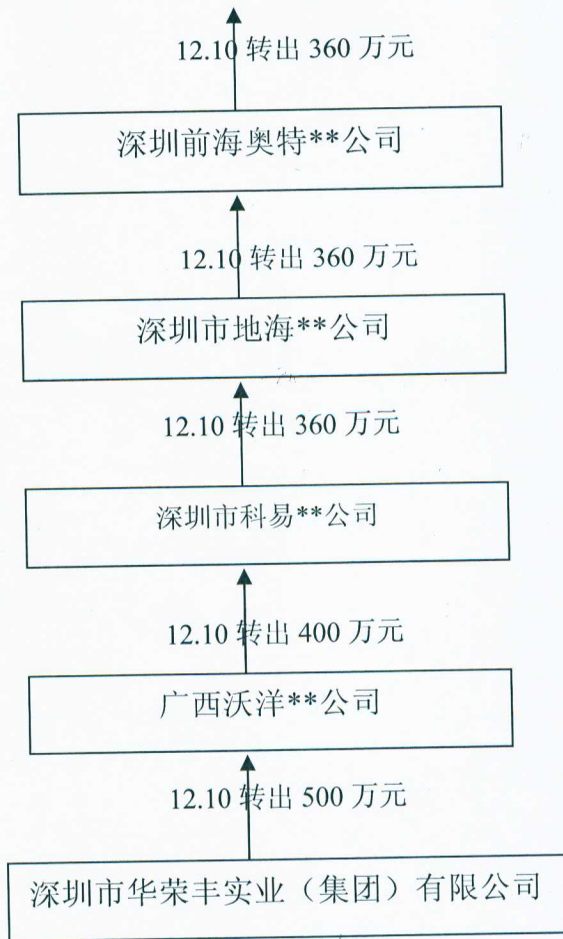 12.10 转出 360 万元
深圳前海奥特**公司
12.10 转出 360 万元
深圳市地海**公司
12.10 转出 360 万元
深圳市科易**公司
12.10 转出 400 万元
广西沃洋**公司
12.10 转出 500 万元
深圳市华荣丰实业（集团）有限公司